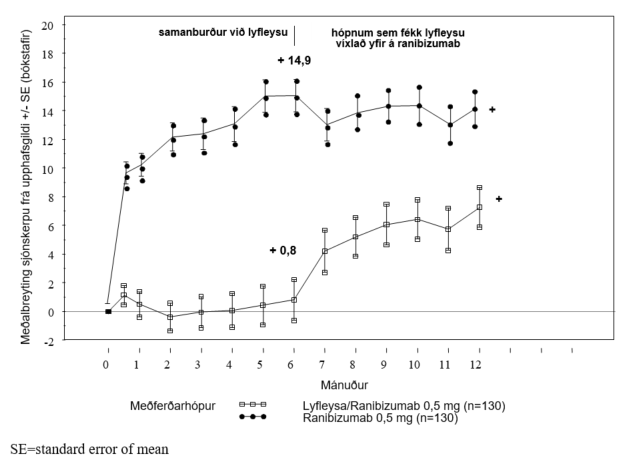 Meðalbreyting sjónskerpu frá upphafsgildi +/- SE (bókstafir)
samanburður við lyfleysu
hópnum sem fékk lyfleysu
víxlað yfir á ranibizumab
20
18
16
14
12
10
8
6
4
2
0
-2
+ 14,9
+
+
+ 0,8
0 1 2 3 4 5 6 7 8 9 10 11 12
Mánuður
Meðferðarhópur
Lyfleysa/Ranibizumab 0,5 mg (n=130)
Ranibizumab 0,5 mg (n=130)
SE=standard error of mean